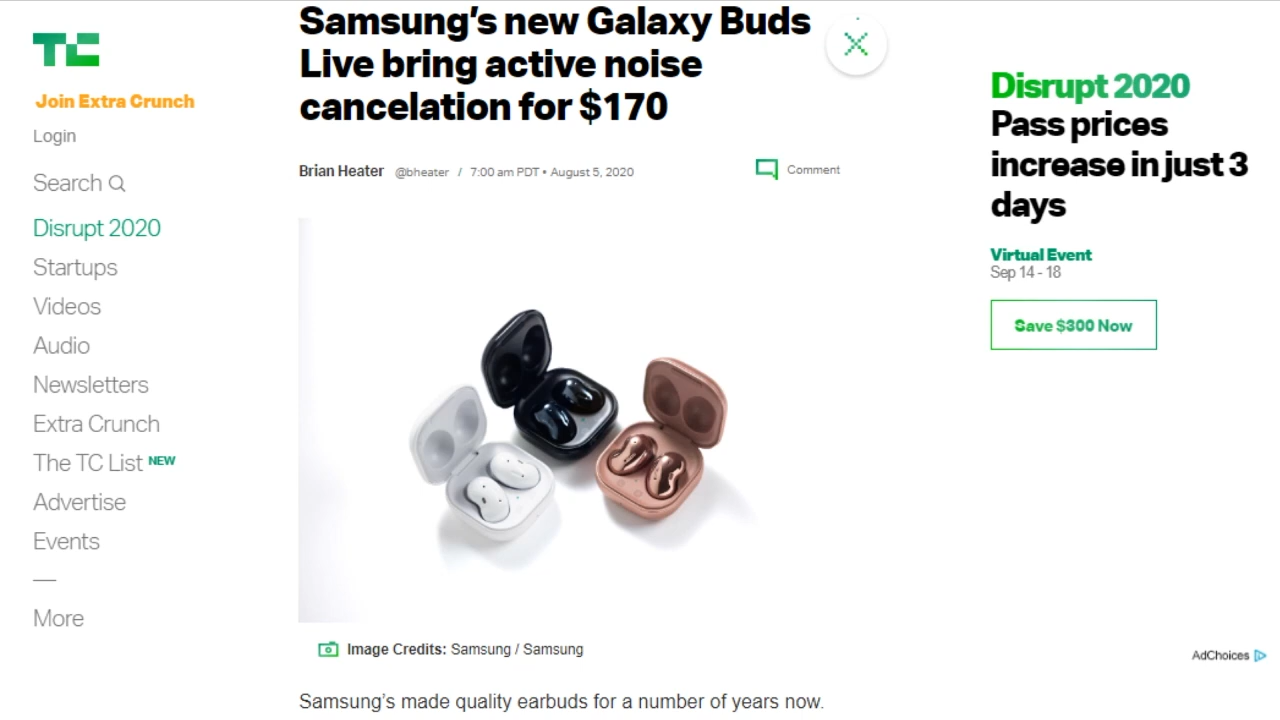 TC
Join Extra Crunch
Login
Search
Disrupt 2020
Startups
Videos
Audio
Newsletters
Extra Crunch
The TC List NEW
Advertise
Events
—
More
Samsung's new Galaxy Buds
Live bring active noise
cancelation for $170
Brian Heater @bheater / 7:00 am PDT • August 5, 2020
Comment
Image Credits: Samsung / Samsung
Samsung's made quality earbuds for a number of years now.
Disrupt 2020
Pass prices
increase in just 3
days
Virtual Event
Sep 14 - 18
Save $300 Now
AdChoices